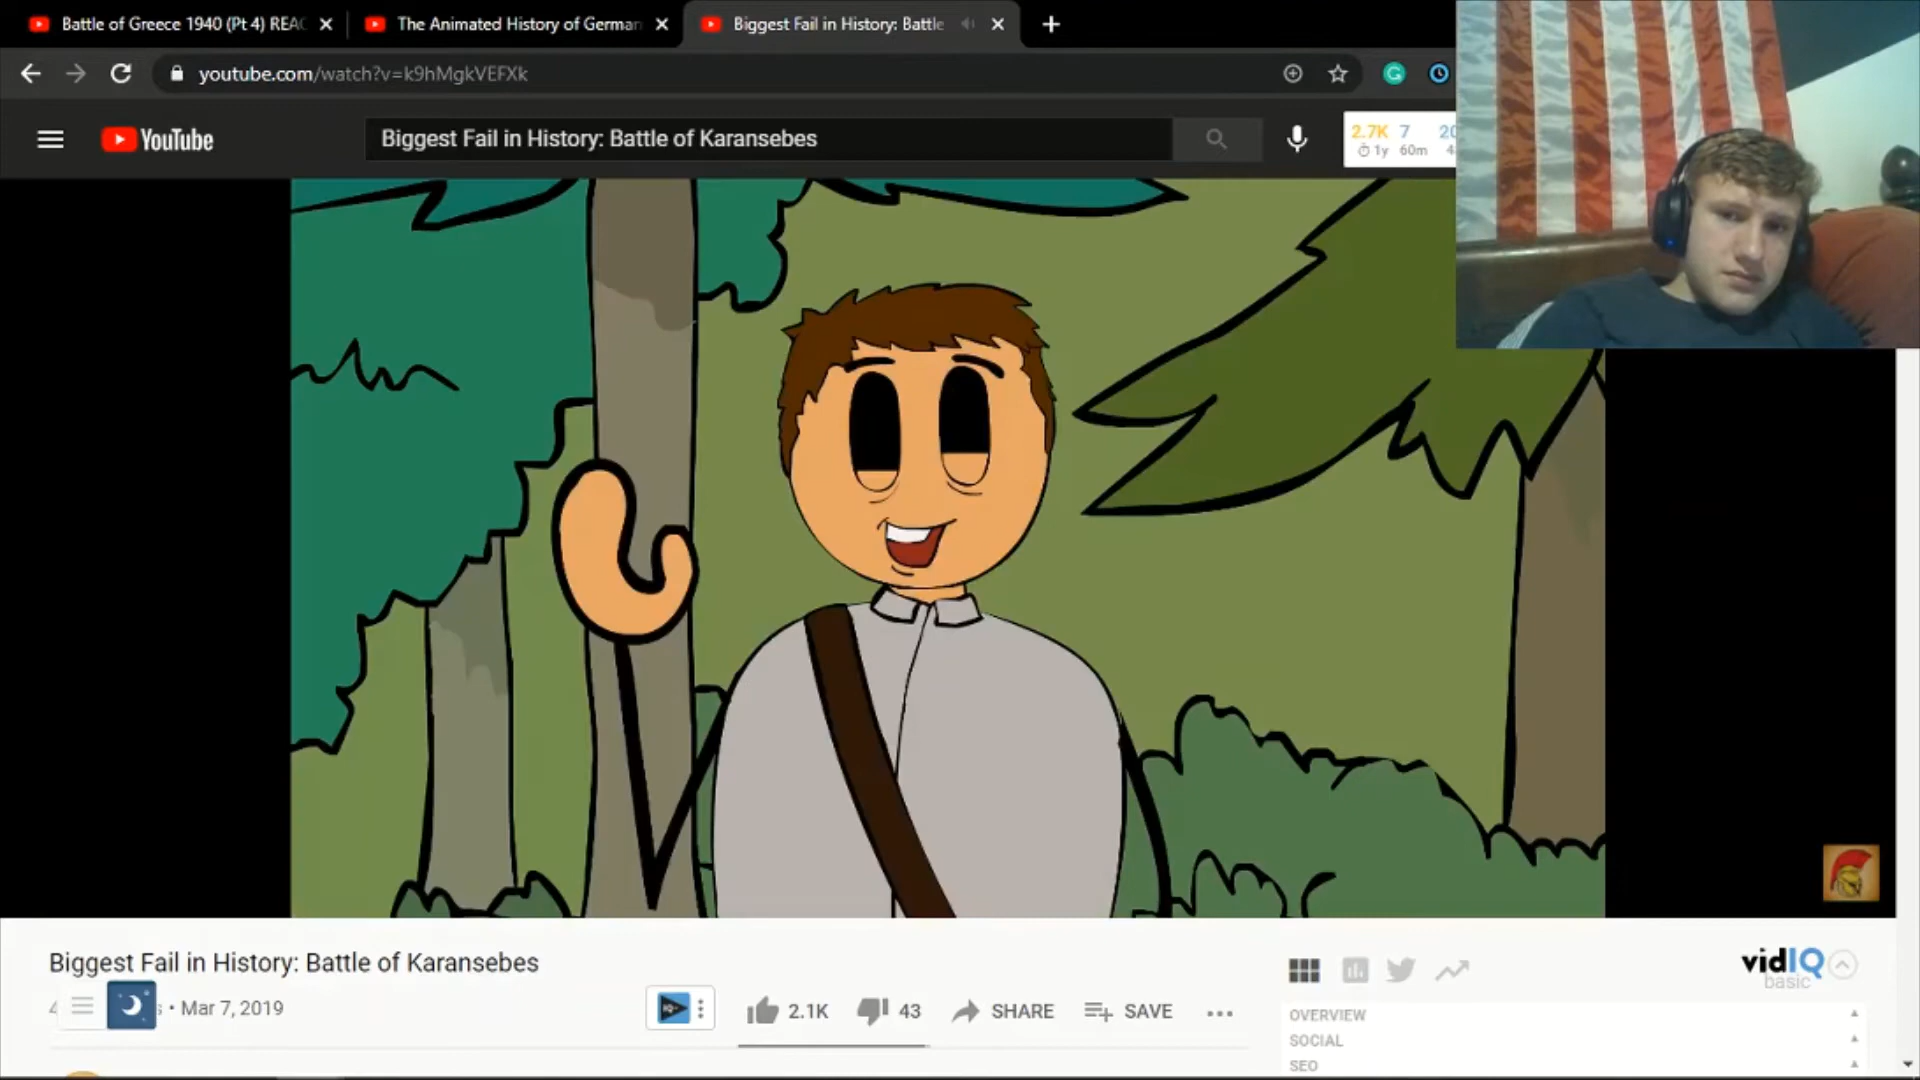 Battle of Greece 1940 (Pt 4) REAC
The Animated History of German
Biggest Fail in History: Battle
youtube.com/watch?v=k9hMgkVEFXk
YouTube
Biggest Fail in History: Battle of Karansebes
2.7K 7 20
1y 60m
Biggest Fail in History: Battle of Karansebes
• Mar 7, 2019
2.1K
43
SHARE
SAVE
vidIQ
basic
OVERVIEW
SOCIAL
SEO